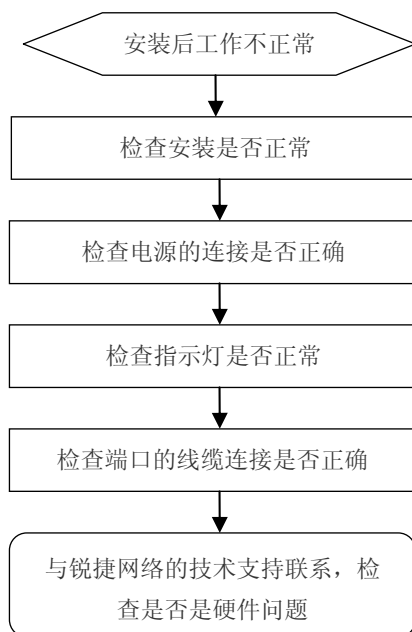 安装后工作不正常
检查安装是否正常
检查电源的连接是否正确
检查指示灯是否正常
检查端口的线缆连接是否正确
与锐捷网络的技术支持联系，检
查是否是硬件问题